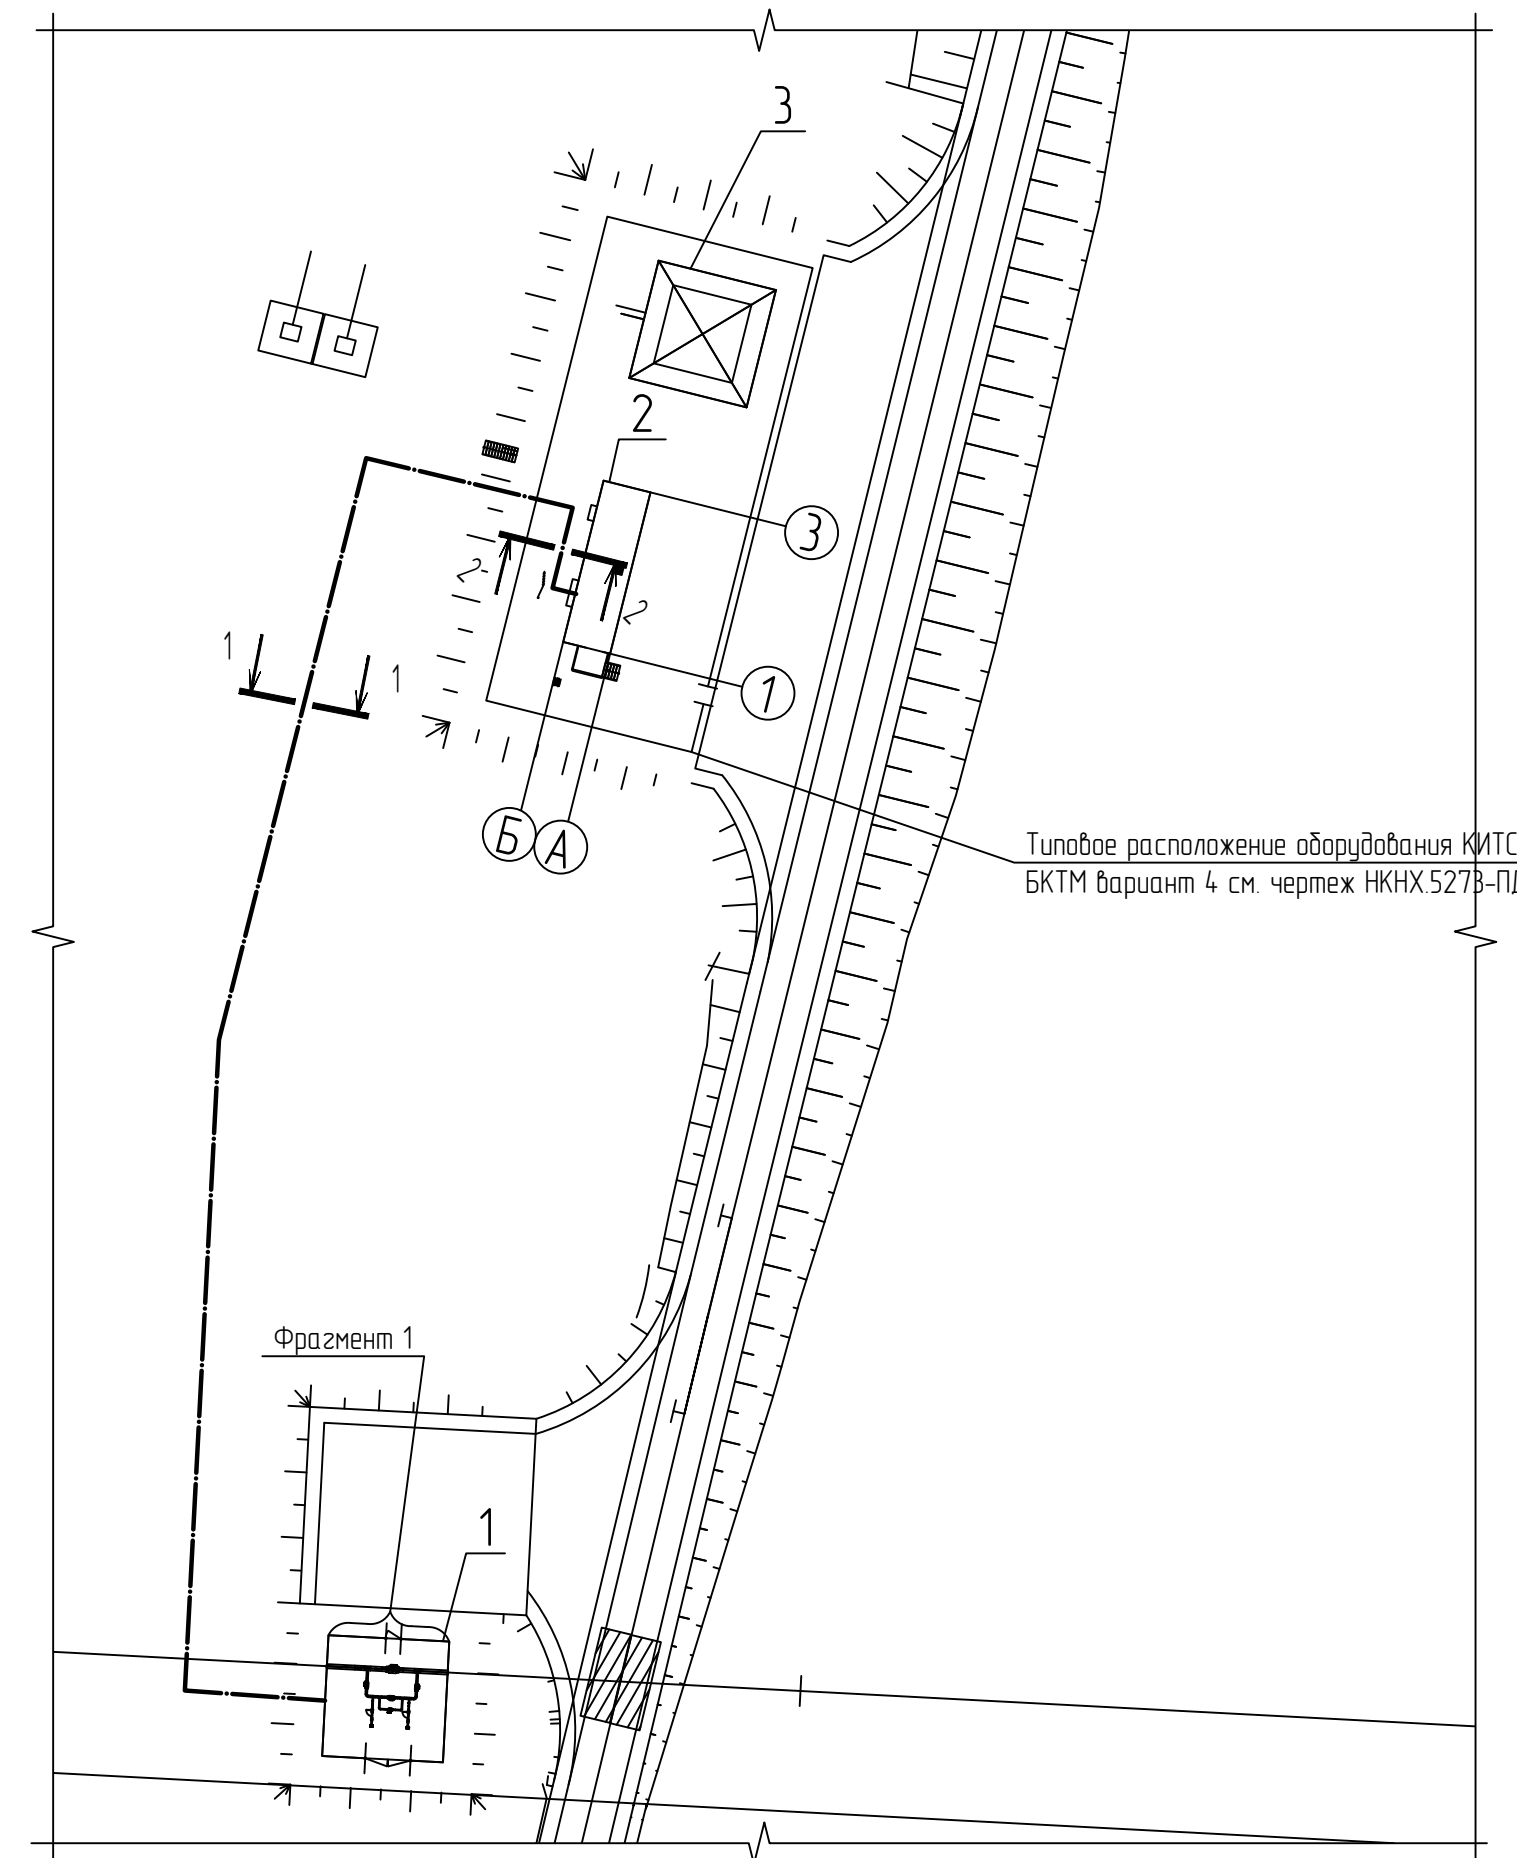 3
2
3
2
2
1
1
1
Б
А
Типовое расположение оборудования КИТС
БКТМ вариант 4 см. чертеж НКНХ.5273-ПД
Фрагмент 1
1